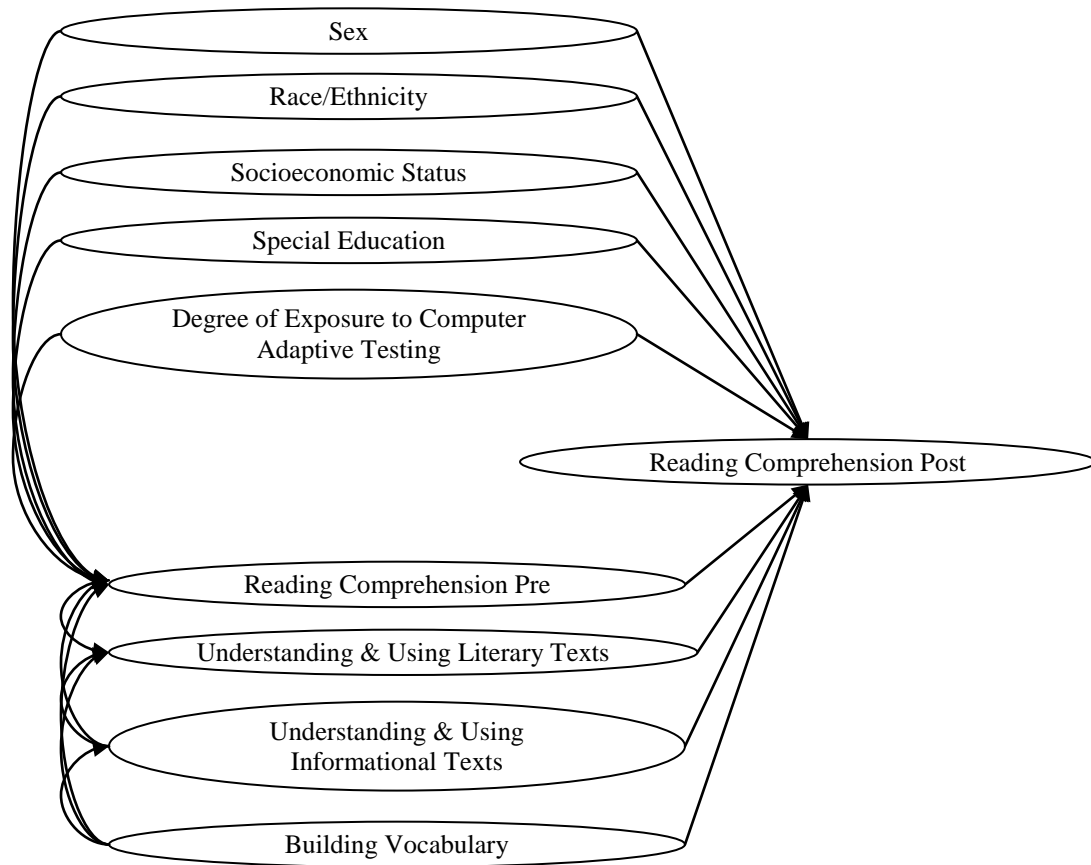 Sex
Race/Ethnicity
Socioeconomic Status
Special Education
Degree of Exposure to Computer
Adaptive Testing
Reading Comprehension Post
Reading Comprehension Pre
Understanding & Using Literary Texts
Understanding & Using
Informational Texts
Building Vocabulary